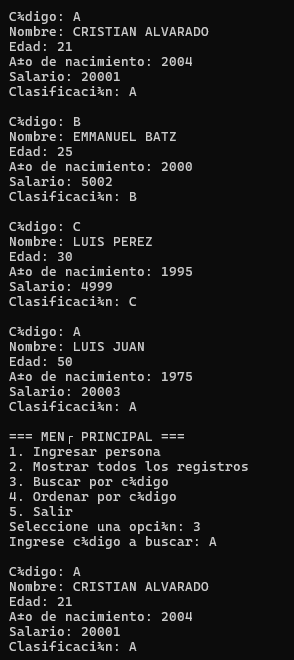 C¾digo: A
Nombre: CRISTIAN ALVARADO
Edad: 21
A±o de nacimiento: 2004
Salario: 20001
Clasificaci¾n: A
C¾digo: B
Nombre: EMMANUEL BATZ
Edad: 25
A±o de nacimiento: 2000
Salario: 5002
Clasificaci¾n: B
C¾digo: C
Nombre: LUIS PEREZ
Edad: 30
A±o de nacimiento: 1995
Salario: 4999
Clasificaci¾n: C
C¾digo: A
Nombre: LUIS JUAN
Edad: 50
A±o de nacimiento: 1975
Salario: 20003
Clasificaci¾n: A
=== MEN┌ PRINCIPAL ===
1. Ingresar persona
2. Mostrar todos los registros
3. Buscar por c¾digo
4. Ordenar por c¾digo
5. Salir
Seleccione una opci¾n: 3
Ingrese c¾digo a buscar: A
C¾digo: A
Nombre: CRISTIAN ALVARADO
Edad: 21
A±o de nacimiento: 2004
Salario: 20001
Clasificaci¾n: A